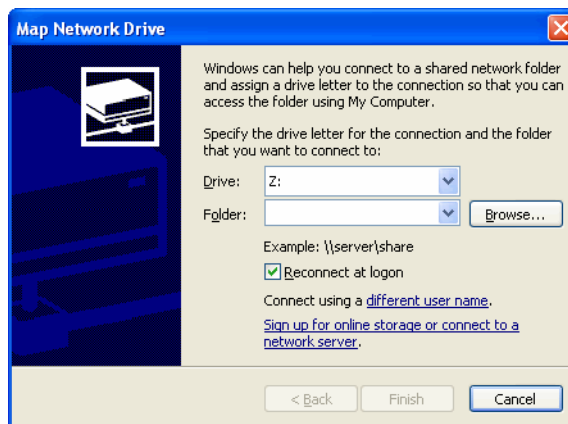 Map Network Drive
Windows can help you connect to a shared network folder
and assign a drive letter to the connection so that you can
access the folder using My Computer.
Specify the drive letter for the connection and the folder
that you want to connect to:
Drive: Z:
Folder: Browse...
Example: \\server\share
Reconnect at logon
Connect using a different user name.
Sign up for online storage or connect to a
network server.
< Back Finish Cancel